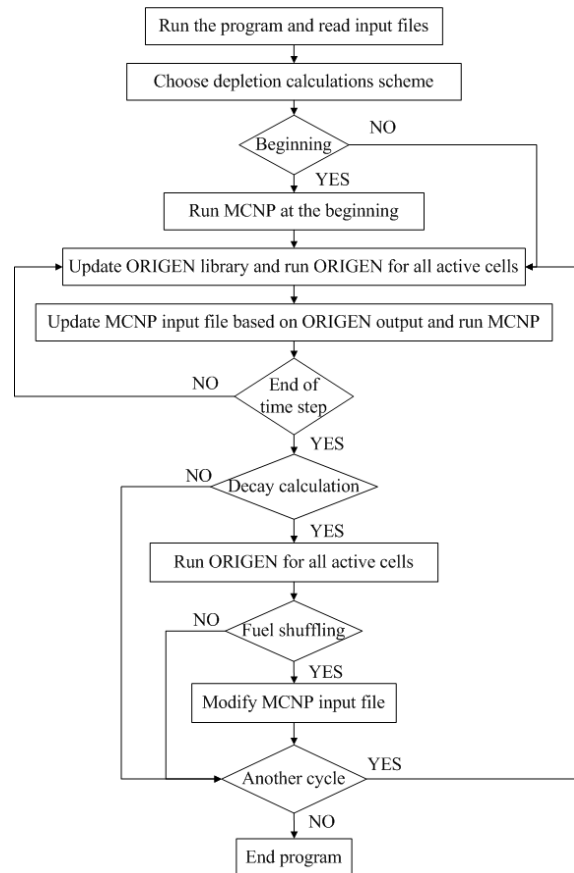 Run the program and read input files
Choose depletion calculations scheme
NO
Beginning
YES
Run MCNP at the beginning
Update ORIGEN library and run ORIGEN for all active cells
Update MCNP input file based on ORIGEN output and run MCNP
NO
End of
time step
YES
NO
Decay calculation
YES
Run ORIGEN for all active cells
NO
Fuel shuffling
YES
Modify MCNP input file
Another cycle
YES
NO
End program